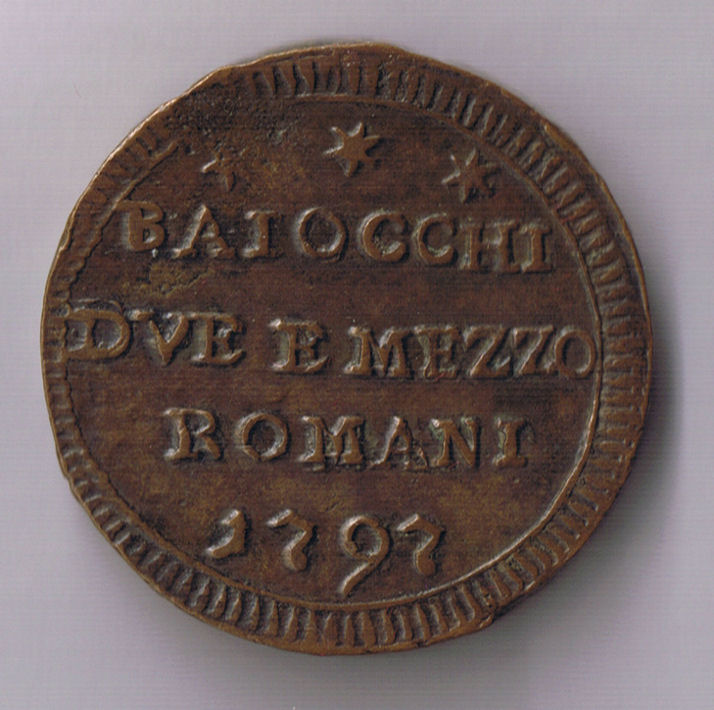 BAIOCCHI
DVE E MEZZO
ROMANI
1797